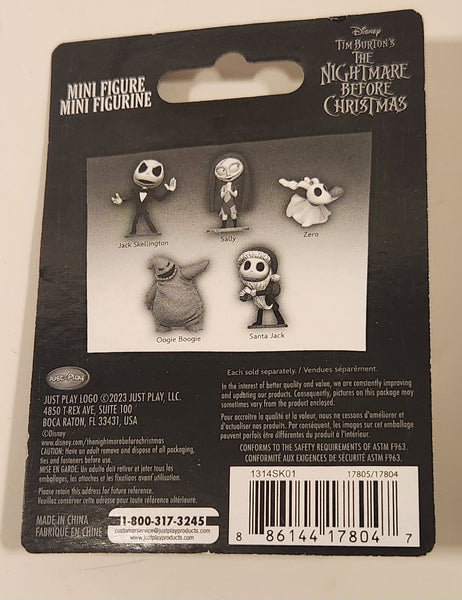 MINI FIGURE
MINI FIGURINE
Disney
TIM BURTON'S
THE
NIGHTMARE
BEFORE
CHRISTMAS
Jack Skellington
Sally
Zero
Oogie Boogie
Santa Jack
Just Play
JUST PLAY LOGO ©2023 JUST PLAY, LLC.
4850 T-REX AVE, SUITE 100
BOCA RATON, FL 33431, USA
©Disney
www.disney.com/thenightmarebeforechristmas
CAUTION: Have an adult remove and dispose of all packaging,
ties and fasteners before use.
MISE EN GARDE: Un adulte doit retirer et jeter tous les
emballages, les attaches et les fixations avant utilisation.
Please retain this address for future reference.
Veuillez conserver cette adresse pour toute référence ultérieure.
MADE IN CHINA
FABRIQUÉ EN CHINE
1-800-317-3245
customerservice@justplayproducts.com
www.justplayproducts.com
Each sold separately. / Vendues séparément.
In the interest of better quality and value, we are constantly improving
and updating our products. Consequently, pictures on this package may
sometimes vary from the product enclosed.
Pour accroître la qualité et la valeur, nous ne cessons d'améliorer et
d'actualiser nos produits. Par conséquent, les images sur cet emballage
peuvent parfois être différentes du produit à l'intérieur.
CONFORMS TO THE SAFETY REQUIREMENTS OF ASTM F963.
CONFORME AUX EXIGENCES DE SÉCURITÉ ASTM F963.
1314SK01
17805/17804
8 86144 17804 7